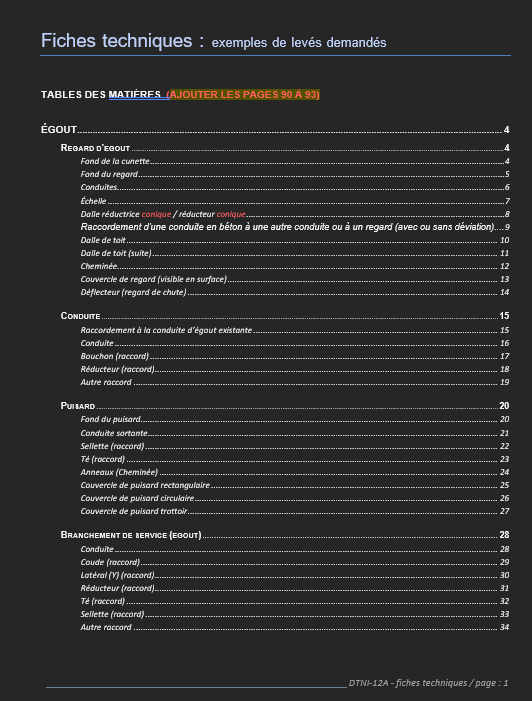 Fiches techniques : exemples de levés demandés
TABLES DES MATIÈRES (AJOUTER LES PAGES 90 À 93)
ÉGOUT 4
REGARD D'EGOUT 4
Fond de la cunette 4
Fond du regard 5
Conduites 6
Échelle 7
Dalle réductrice conique / réducteur conique 8
Raccordement d'une conduite en béton à une autre conduite ou à un regard (avec ou sans déviation) 9
Dalle de toit 10
Dalle de toit (suite) 11
Cheminée 12
Couvercle de regard (visible en surface) 13
Déflecteur (regard de chute) 14
CONDUITE 15
Raccordement à la conduite d'égout existante 15
Conduite 16
Bouchon (raccord) 17
Réducteur (raccord) 18
Autre raccord 19
PUISARD 20
Fond du puisard 20
Conduite sortante 21
Sellette (raccord) 22
Té (raccord) 23
Anneaux (Cheminée) 24
Couvercle de puisard rectangulaire 25
Couvercle de puisard circulaire 26
Couvercle de puisard trottoir 27
BRANCHEMENT DE SERVICE (EGOUT) 28
Conduite 28
Coude (raccord) 29
Latéral (Y) (raccord) 31
Réducteur (raccord) 31
Té (raccord) 32
Sellette (raccord) 33
Autre raccord 34
DTNI-12A - fiches techniques / page : 1